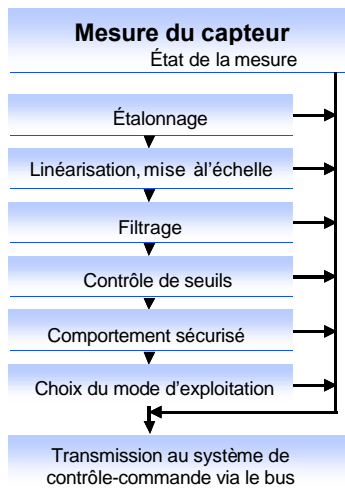 Mesure du capteur
État de la mesure
Étalonnage
Linéarisation, mise àl'échelle
Filtrage
Contrôle de seuils
Comportement sécurisé
Choix du mode d'exploitation
Transmission au système de
contrôle-commande via le bus